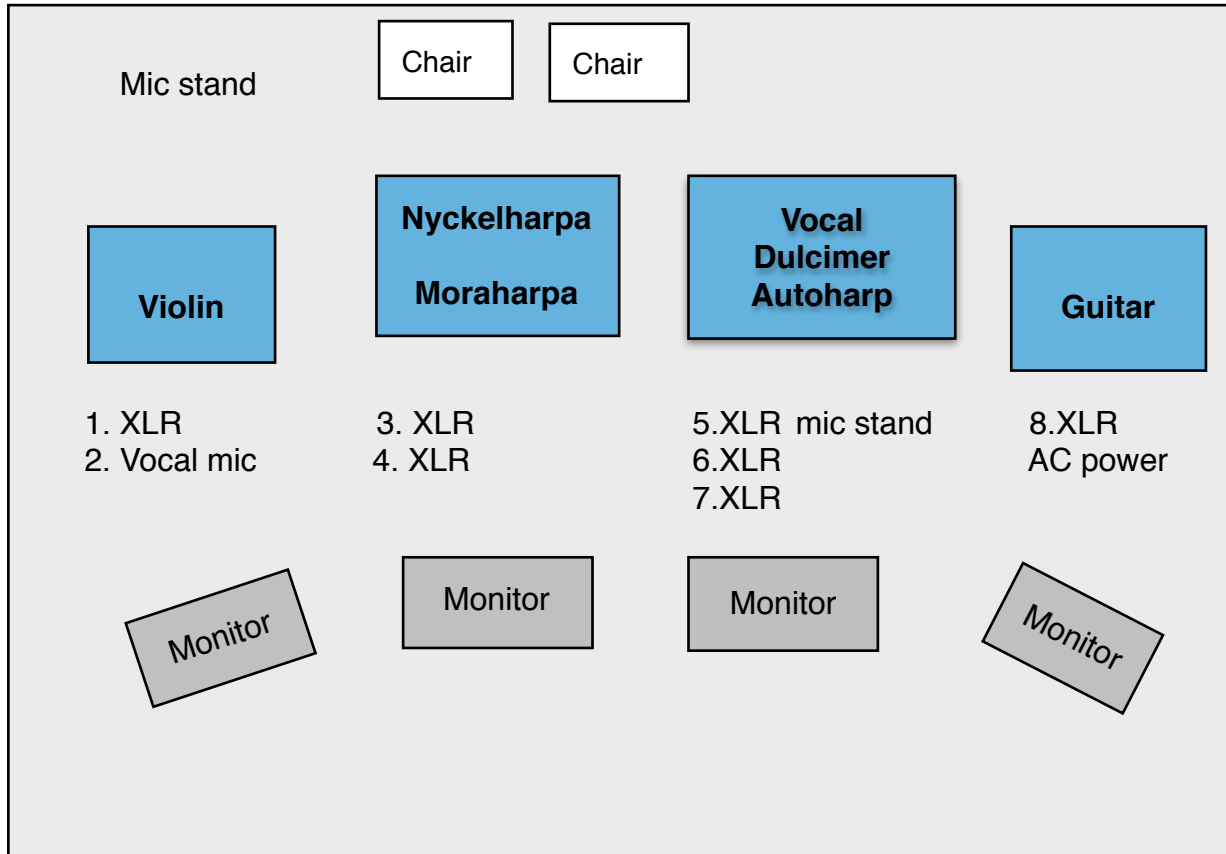 Mic stand
Chair
Chair
Violin
Nyckelharpa
Moraharpa
Vocal
Dulcimer
Autoharp
Guitar
1. XLR
2. Vocal mic
3. XLR
4. XLR
5.XLR mic stand
6.XLR
7.XLR
8.XLR
AC power
Monitor
Monitor
Monitor
Monitor